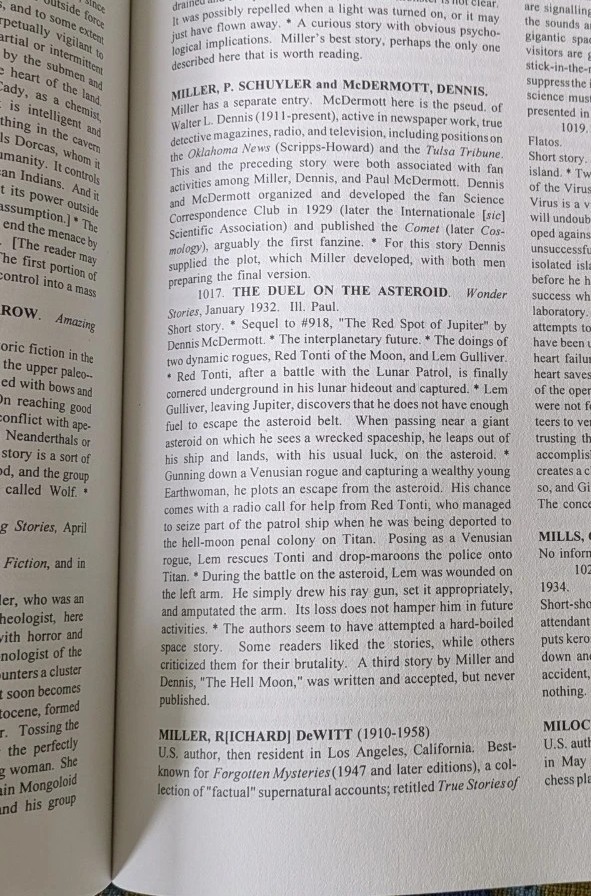 outside force
s, and to some extent
rpetually vigilant to
artial or intermittent
by the submen and
e heart of the land.
Cady, as a chemist,
is intelligent and
thing in the cavern
ls Dorcas, whom it
umanity. It controls
an Indians. And it
t its power outside
assumption.] * The
end the menace by
. [The reader may
The first portion of
control into a mass
ROW. Amazing
oric fiction in the
the upper paleo-
ed with bows and
On reaching good
conflict with ape-
Neanderthals or
story is a sort of
od, and the group
called Wolf. *
g Stories, April
Fiction, and in
ler, who was an
heologist, here
with horror and
nologist of the
unters a cluster
t soon becomes
tocene, formed
r. Tossing the
the perfectly
g woman. She
ain Mongoloid
and his group
It was possibly repelled when a light was turned on, or it may
just have flown away. * A curious story with obvious psycho-
logical implications. Miller's best story, perhaps the only one
described here that is worth reading.
MILLER, P. SCHUYLER and McDERMOTT, DENNIS.
Miller has a separate entry. McDermott here is the pseud. of
Walter L. Dennis (1911-present), active in newspaper work, true
detective magazines, radio, and television, including positions on
the Oklahoma News (Scripps-Howard) and the Tulsa Tribune.
This and the preceding story were both associated with fan
activities among Miller, Dennis, and Paul McDermott. Dennis
and McDermott organized and developed the fan Science
Correspondence Club in 1929 (later the Internationale [sic]
Scientific Association) and published the Comet (later Cos-
mology), arguably the first fanzine. * For this story Dennis
supplied the plot, which Miller developed, with both men
preparing the final version.
1017. THE DUEL ON THE ASTEROID. Wonder
Stories, January 1932. Ill. Paul.
Short story. * Sequel to #918, "The Red Spot of Jupiter" by
Dennis McDermott. * The interplanetary future. * The doings of
two dynamic rogues, Red Tonti of the Moon, and Lem Gulliver.
* Red Tonti, after a battle with the Lunar Patrol, is finally
cornered underground in his lunar hideout and captured. * Lem
Gulliver, leaving Jupiter, discovers that he does not have enough
fuel to escape the asteroid belt. When passing near a giant
asteroid on which he sees a wrecked spaceship, he leaps out of
his ship and lands, with his usual luck, on the asteroid. *
Gunning down a Venusian rogue and capturing a wealthy young
Earthwoman, he plots an escape from the asteroid. His chance
comes with a radio call for help from Red Tonti, who managed
to seize part of the patrol ship when he was being deported to
the hell-moon penal colony on Titan. Posing as a Venusian
rogue, Lem rescues Tonti and drop-maroons the police onto
Titan. * During the battle on the asteroid, Lem was wounded on
the left arm. He simply drew his ray gun, set it appropriately,
and amputated the arm. Its loss does not hamper him in future
activities. * The authors seem to have attempted a hard-boiled
space story. Some readers liked the stories, while others
criticized them for their brutality. A third story by Miller and
Dennis, "The Hell Moon," was written and accepted, but never
published.
MILLER, R[ICHARD] DeWITT (1910-1958)
U.S. author, then resident in Los Angeles, California. Best-
known for Forgotten Mysteries (1947 and later editions), a col-
lection of "factual" supernatural accounts; retitled True Stories of
are signalling
the sounds a
gigantic spac
visitors are g
stick-in-the-r
suppress the i
science mus
presented in
1019.
Flatos.
Short story.
island. * Tw
of the Virus
Virus is a v
will undoub
oped agains
unsuccessfu
isolated isla
before he h
success wh
laboratory.
attempts to
have been u
heart failur
heart saves
of the oper
were not fo
teers to ver
trusting th
accomplis
creates a c
so, and Gi
The conce
MILLS, C
No inform
102
1934.
Short-sho
attendant
puts kero
down and
accident,
nothing.
MILOC
U.S. auth
in May
chess pla